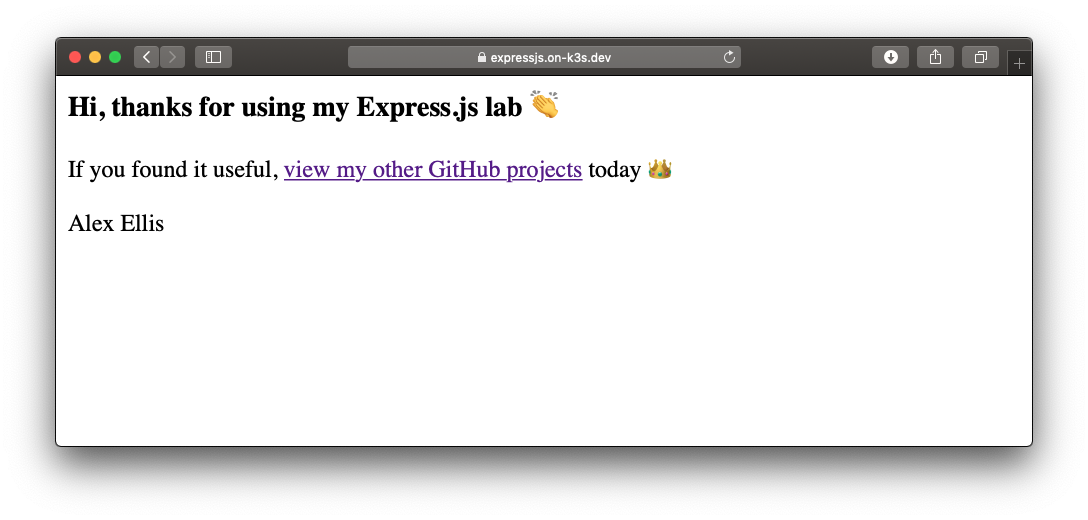 expressjs.on-k3s.dev
Hi, thanks for using my Express.js lab 👏
If you found it useful, view my other GitHub projects today 👑
Alex Ellis